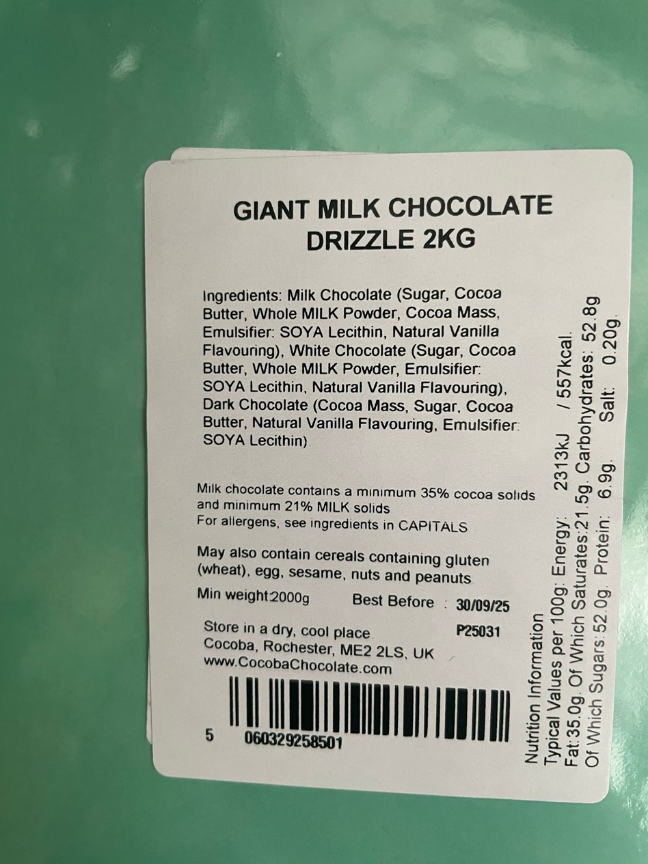 GIANT MILK CHOCOLATE
DRIZZLE 2KG
Ingredients: Milk Chocolate (Sugar, Cocoa
Butter, Whole MILK Powder, Cocoa Mass,
Emulsifier: SOYA Lecithin, Natural Vanilla
Flavouring), White Chocolate (Sugar, Cocoa
Butter, Whole MILK Powder, Emulsifier:
SOYA Lecithin, Natural Vanilla Flavouring),
Dark Chocolate (Cocoa Mass, Sugar, Cocoa
Butter, Natural Vanilla Flavouring, Emulsifier:
SOYA Lecithin)
Milk chocolate contains a minimum 35% cocoa solids
and minimum 21% MILK solids
For allergens, see ingredients in CAPITALS
May also contain cereals containing gluten
(wheat), egg, sesame, nuts and peanuts
Min weight:2000g Best Before : 30/09/25
Store in a dry, cool place P25031
Cocoba, Rochester, ME2 2LS, UK
www.CocobaChocolate.com
5 060329258501
Nutrition Information
Typical Values per 100g: Energy: 2313kJ / 557kcal.
Fat:35.0g. Of Which Saturates:21.5g. Carbohydrates: 52.8g
Of Which Sugars:52.0g. Protein: 6.9g. Salt: 0.20g.